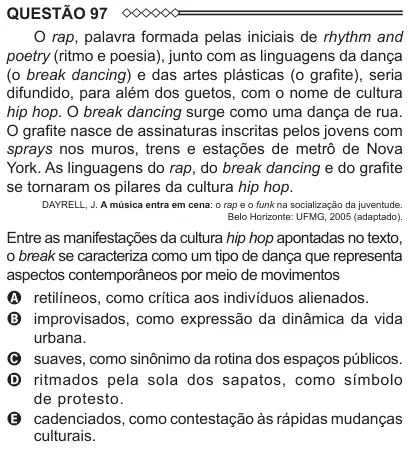 QUESTÃO 97
O rap, palavra formada pelas iniciais de rhythm and
poetry (ritmo e poesia), junto com as linguagens da dança
(o break dancing) e das artes plásticas (o grafite), seria
difundido, para além dos guetos, com o nome de cultura
hip hop. O break dancing surge como uma dança de rua.
O grafite nasce de assinaturas inscritas pelos jovens com
sprays nos muros, trens e estações de metrô de Nova
York. As linguagens do rap, do break dancing e do grafite
se tornaram os pilares da cultura hip hop.
DAYRELL, J. A música entra em cena: o rap e o funk na socialização da juventude.
Belo Horizonte: UFMG, 2005 (adaptado).
Entre as manifestações da cultura hip hop apontadas no texto,
o break se caracteriza como um tipo de dança que representa
aspectos contemporâneos por meio de movimentos
A retilíneos, como crítica aos indivíduos alienados.
B improvisados, como expressão da dinâmica da vida
urbana.
C suaves, como sinônimo da rotina dos espaços públicos.
D ritmados pela sola dos sapatos, como símbolo
de protesto.
E cadenciados, como contestação às rápidas mudanças
culturais.